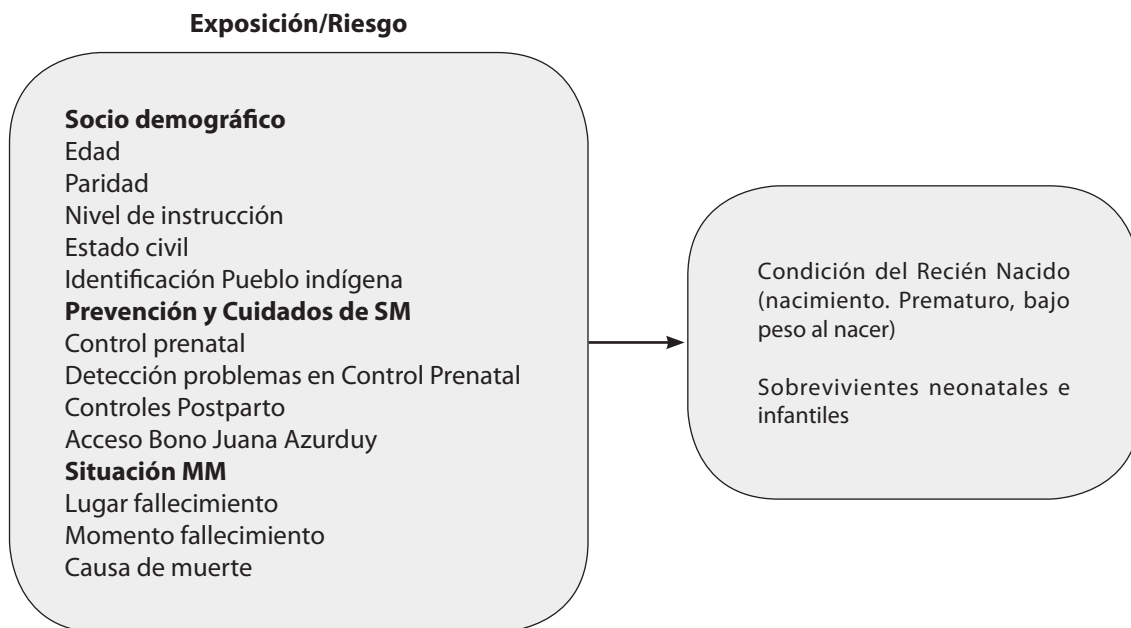 Exposición/Riesgo
Socio demográfico
Edad
Paridad
Nivel de instrucción
Estado civil
Identificación Pueblo indígena
Prevención y Cuidados de SM
Control prenatal
Detección problemas en Control Prenatal
Controles Postparto
Acceso Bono Juana Azurduy
Situación MM
Lugar fallecimiento
Momento fallecimiento
Causa de muerte
Condición del Recién Nacido
(nacimiento. Prematuro, bajo
peso al nacer)
Sobrevivientes neonatales e
infantiles